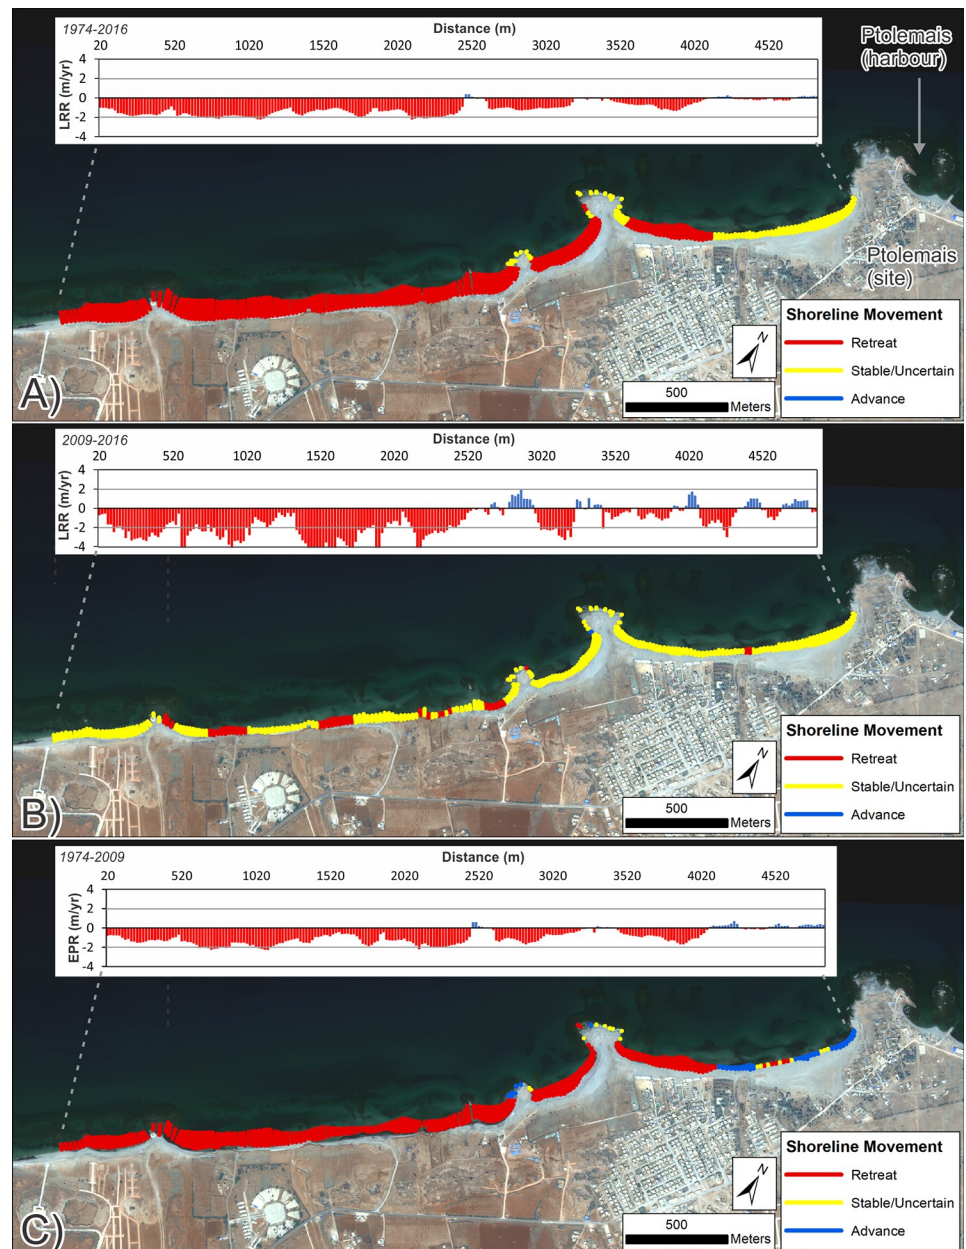 1974-2016
Distance (m)
20 520 1020 1520 2020 2520 3020 3520 4020 4520
LRR (m/yr)
4
2
0
-2
-4
Ptolemais
(harbour)
Ptolemais
(site)
N
500
Meters
Shoreline Movement
Retreat
Stable/Uncertain
Advance
A)
2009-2016
Distance (m)
20 520 1020 1520 2020 2520 3020 3520 4020 4520
LRR (m/yr)
4
2
0
-2
-4
N
500
Meters
Shoreline Movement
Retreat
Stable/Uncertain
Advance
B)
1974-2009
Distance (m)
20 520 1020 1520 2020 2520 3020 3520 4020 4520
EPR (m/yr)
4
2
0
-2
-4
N
500
Meters
Shoreline Movement
Retreat
Stable/Uncertain
Advance
C)